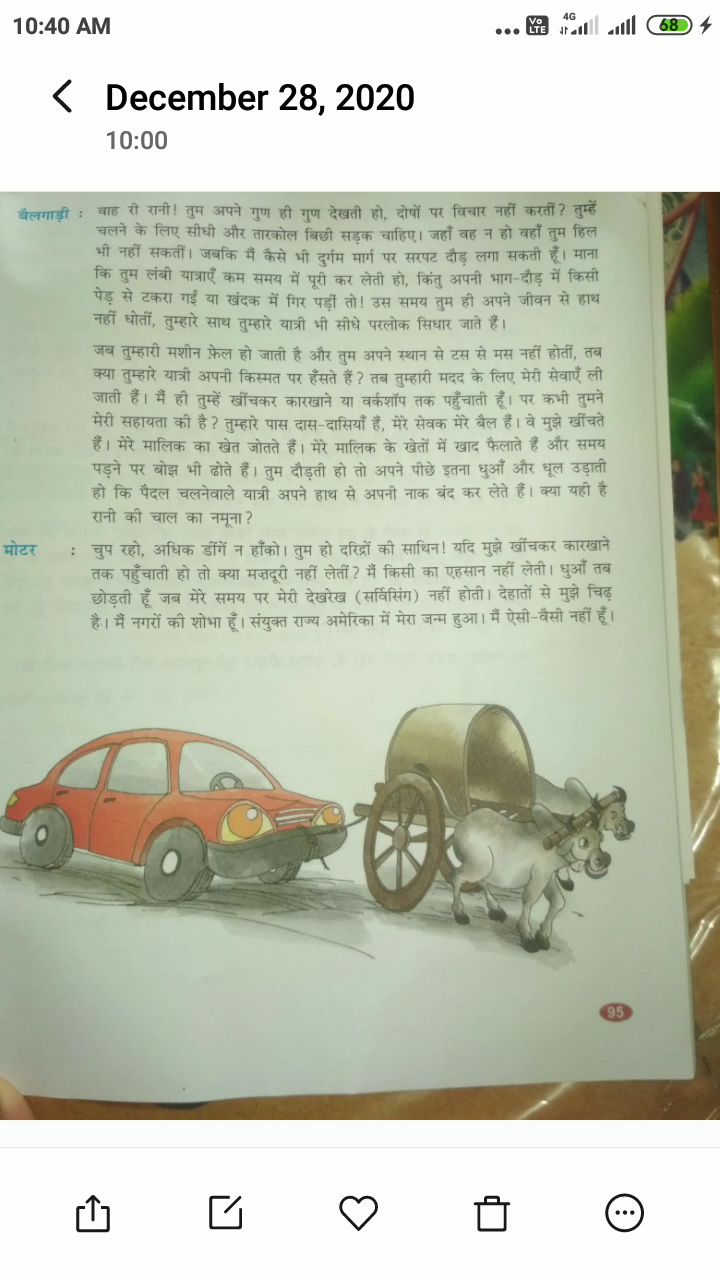 10:40 AM
Vo LTE 4G 68
December 28, 2020
10:00
बैलगाड़ी : वाह री रानी! तुम अपने गुण ही गुण देखती हो, दोषों पर विचार नहीं करतीं? तुम्हें
चलने के लिए सीधी और तारकोल बिछी सड़क चाहिए। जहाँ वह न हो वहाँ तुम हिल
भी नहीं सकतीं। जबकि मैं कैसे भी दुर्गम मार्ग पर सरपट दौड़ लगा सकती हूँ। माना
कि तुम लंबी यात्राएँ कम समय में पूरी कर लेती हो, किंतु अपनी भाग-दौड़ में किसी
पेड़ से टकरा गईं या खंदक में गिर पड़ीं तो! उस समय तुम ही अपने जीवन से हाथ
नहीं धोतीं, तुम्हारे साथ तुम्हारे यात्री भी सीधे परलोक सिधार जाते हैं।
जब तुम्हारी मशीन फ़ेल हो जाती है और तुम अपने स्थान से टस से मस नहीं होतीं, तब
क्या तुम्हारे यात्री अपनी किस्मत पर हँसते हैं? तब तुम्हारी मदद के लिए मेरी सेवाएँ ली
जाती हैं। मैं ही तुम्हें खींचकर कारखाने या वर्कशॉप तक पहुँचाती हूँ। पर कभी तुमने
मेरी सहायता की है? तुम्हारे पास दास-दासियाँ हैं, मेरे सेवक मेरे बैल हैं। वे मुझे खींचते
हैं। मेरे मालिक का खेत जोतते हैं। मेरे मालिक के खेतों में खाद फैलाते हैं और समय
पड़ने पर बोझ भी ढोते हैं। तुम दौड़ती हो तो अपने पीछे इतना धुआँ और धूल उड़ाती
हो कि पैदल चलनेवाले यात्री अपने हाथ से अपनी नाक बंद कर लेते हैं। क्या यही है
रानी की चाल का नमूना?
मोटर : चुप रहो, अधिक डींगें न हाँको। तुम हो दरिद्रों की साथिन! यदि मुझे खींचकर कारखाने
तक पहुँचाती हो तो क्या मज़दूरी नहीं लेतीं? मैं किसी का एहसान नहीं लेती। धुआँ तब
छोड़ती हूँ जब मेरे समय पर मेरी देखरेख (सर्विसिंग) नहीं होती। देहातों से मुझे चिढ़
है। मैं नगरों की शोभा हूँ। संयुक्त राज्य अमेरिका में मेरा जन्म हुआ। मैं ऐसी-वैसी नहीं हूँ।
95